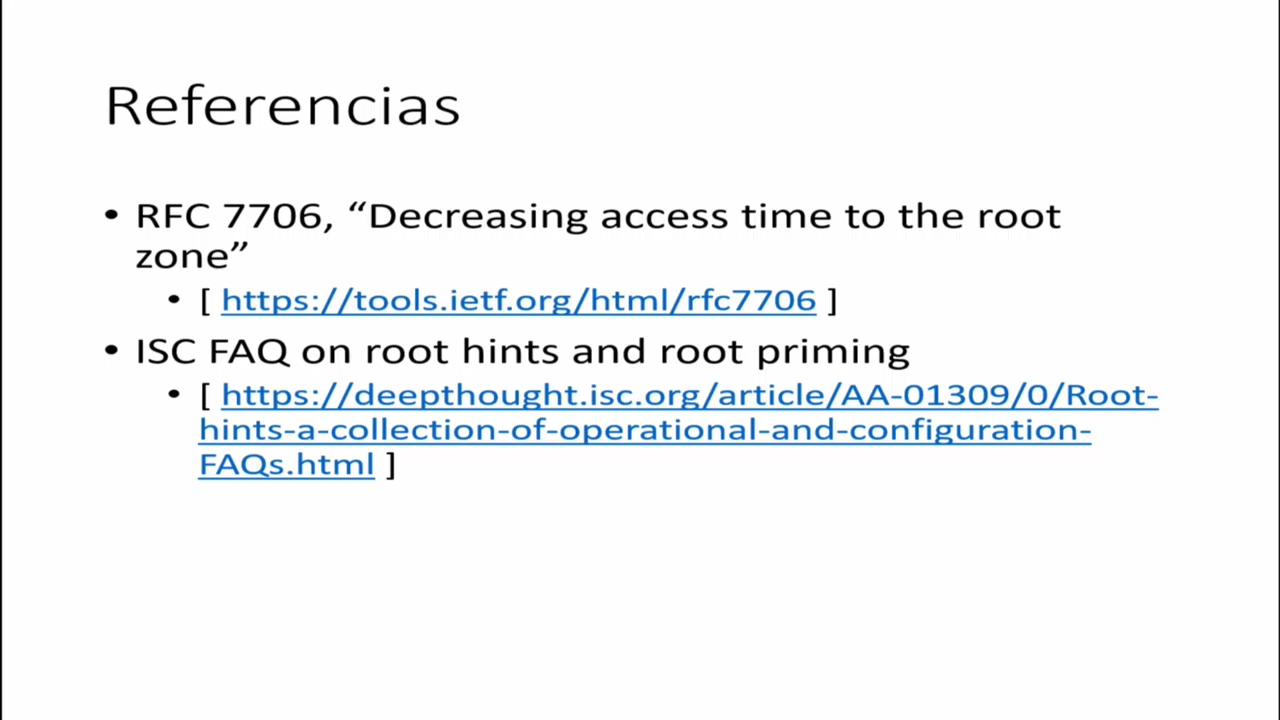 Referencias
• RFC 7706, “Decreasing access time to the root
zone”
• [ https://tools.ietf.org/html/rfc7706 ]
• ISC FAQ on root hints and root priming
• [ https://deepthought.isc.org/article/AA-01309/0/Root-
hints-a-collection-of-operational-and-configuration-
FAQs.html ]